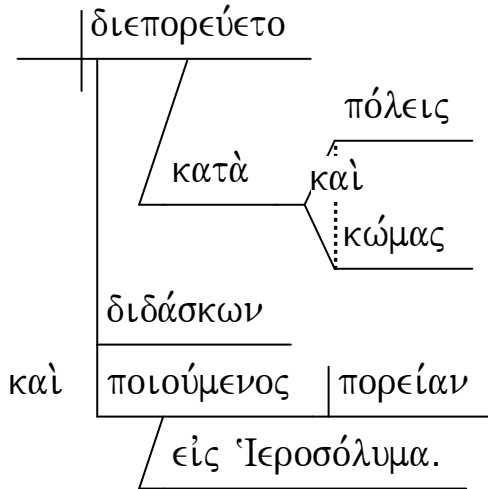 διεπορεύετο
πόλεις
κατὰ καὶ
κώμας
διδάσκων
καὶ ποιούμενος πορείαν
εἰς Ἱεροσόλυμα.